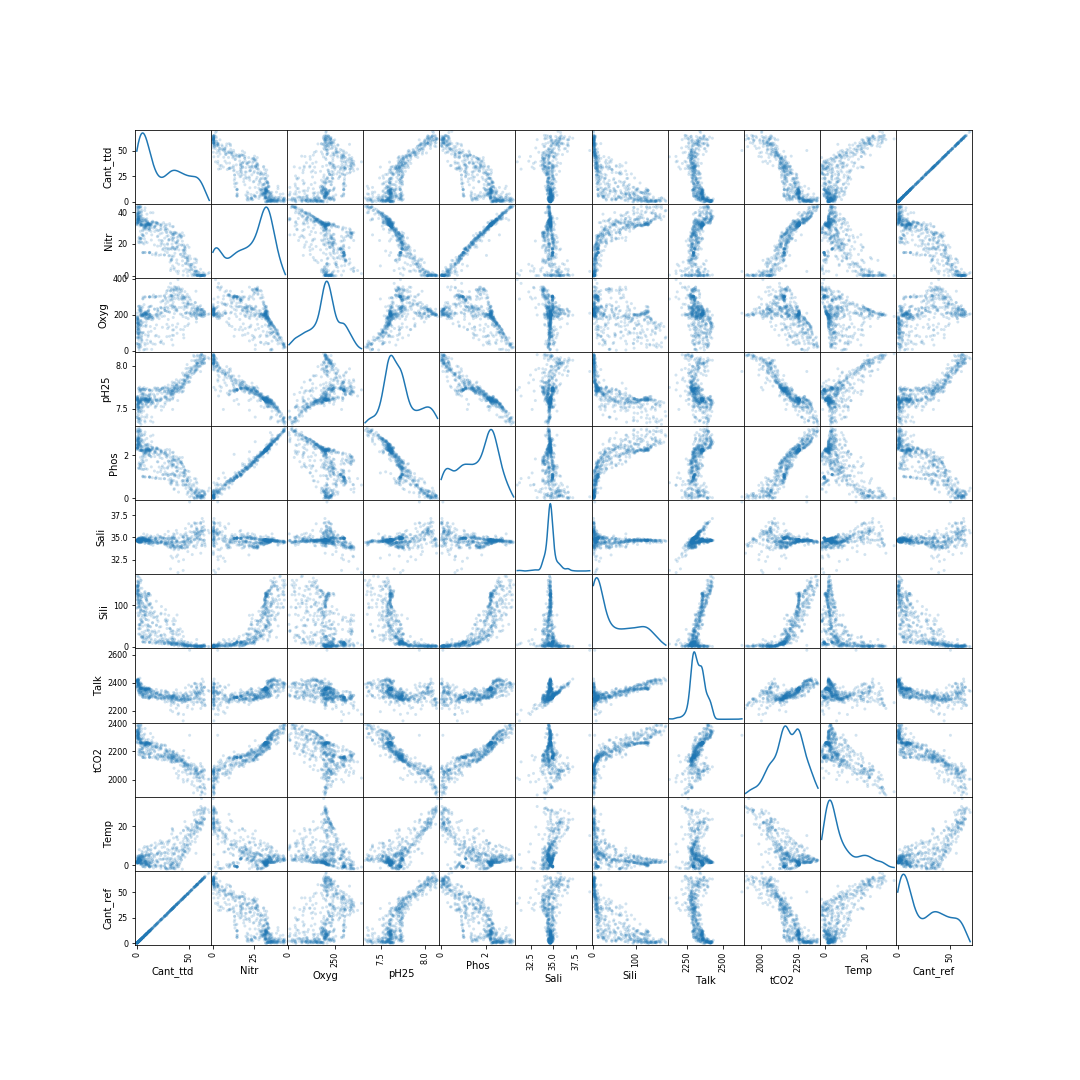 Cant_ttd
50
25
0
Nitr
40
20
0
Oxyg
400
200
0
pH25
8.0
7.5
Phos
2
0
Sali
37.5
35.0
32.5
Sili
100
0
Talk
2600
2400
2200
tCO2
2400
2200
2000
Temp
20
0
Cant_ref
50
25
0
0 50 0 25 0 250 7.5 8.0 0 2 32.5 35.0 37.5 0 100 2250 2500 2000 2250 0 20 0 50
Cant_ttd Nitr Oxyg pH25 Phos Sali Sili Talk tCO2 Temp Cant_ref